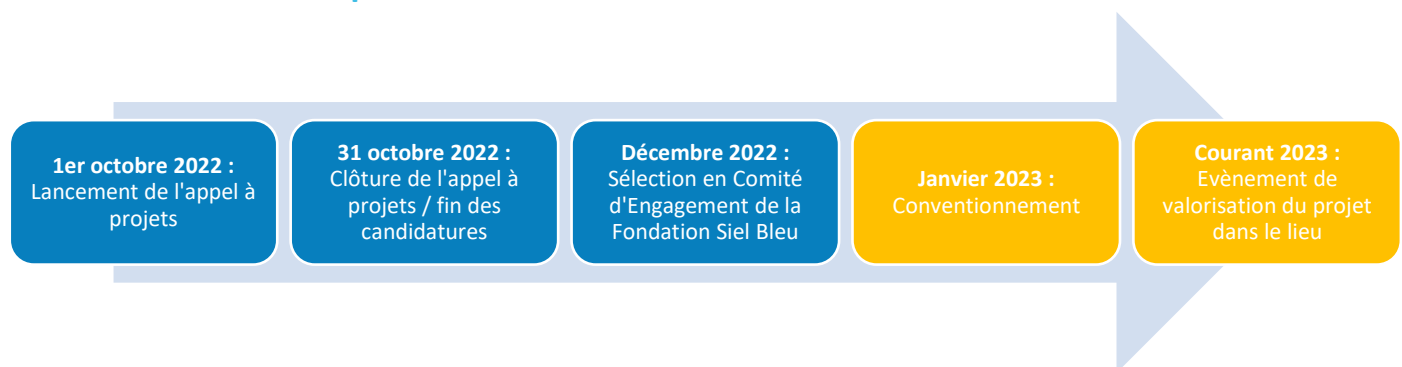 1er octobre 2022 :
Lancement de l'appel à
projets
31 octobre 2022 :
Clôture de l'appel à
projets / fin des
candidatures
Décembre 2022 :
Sélection en Comité
d'Engagement de la
Fondation Siel Bleu
Janvier 2023 :
Conventionnement
Courant 2023 :
Evènement de
valorisation du projet
dans le lieu